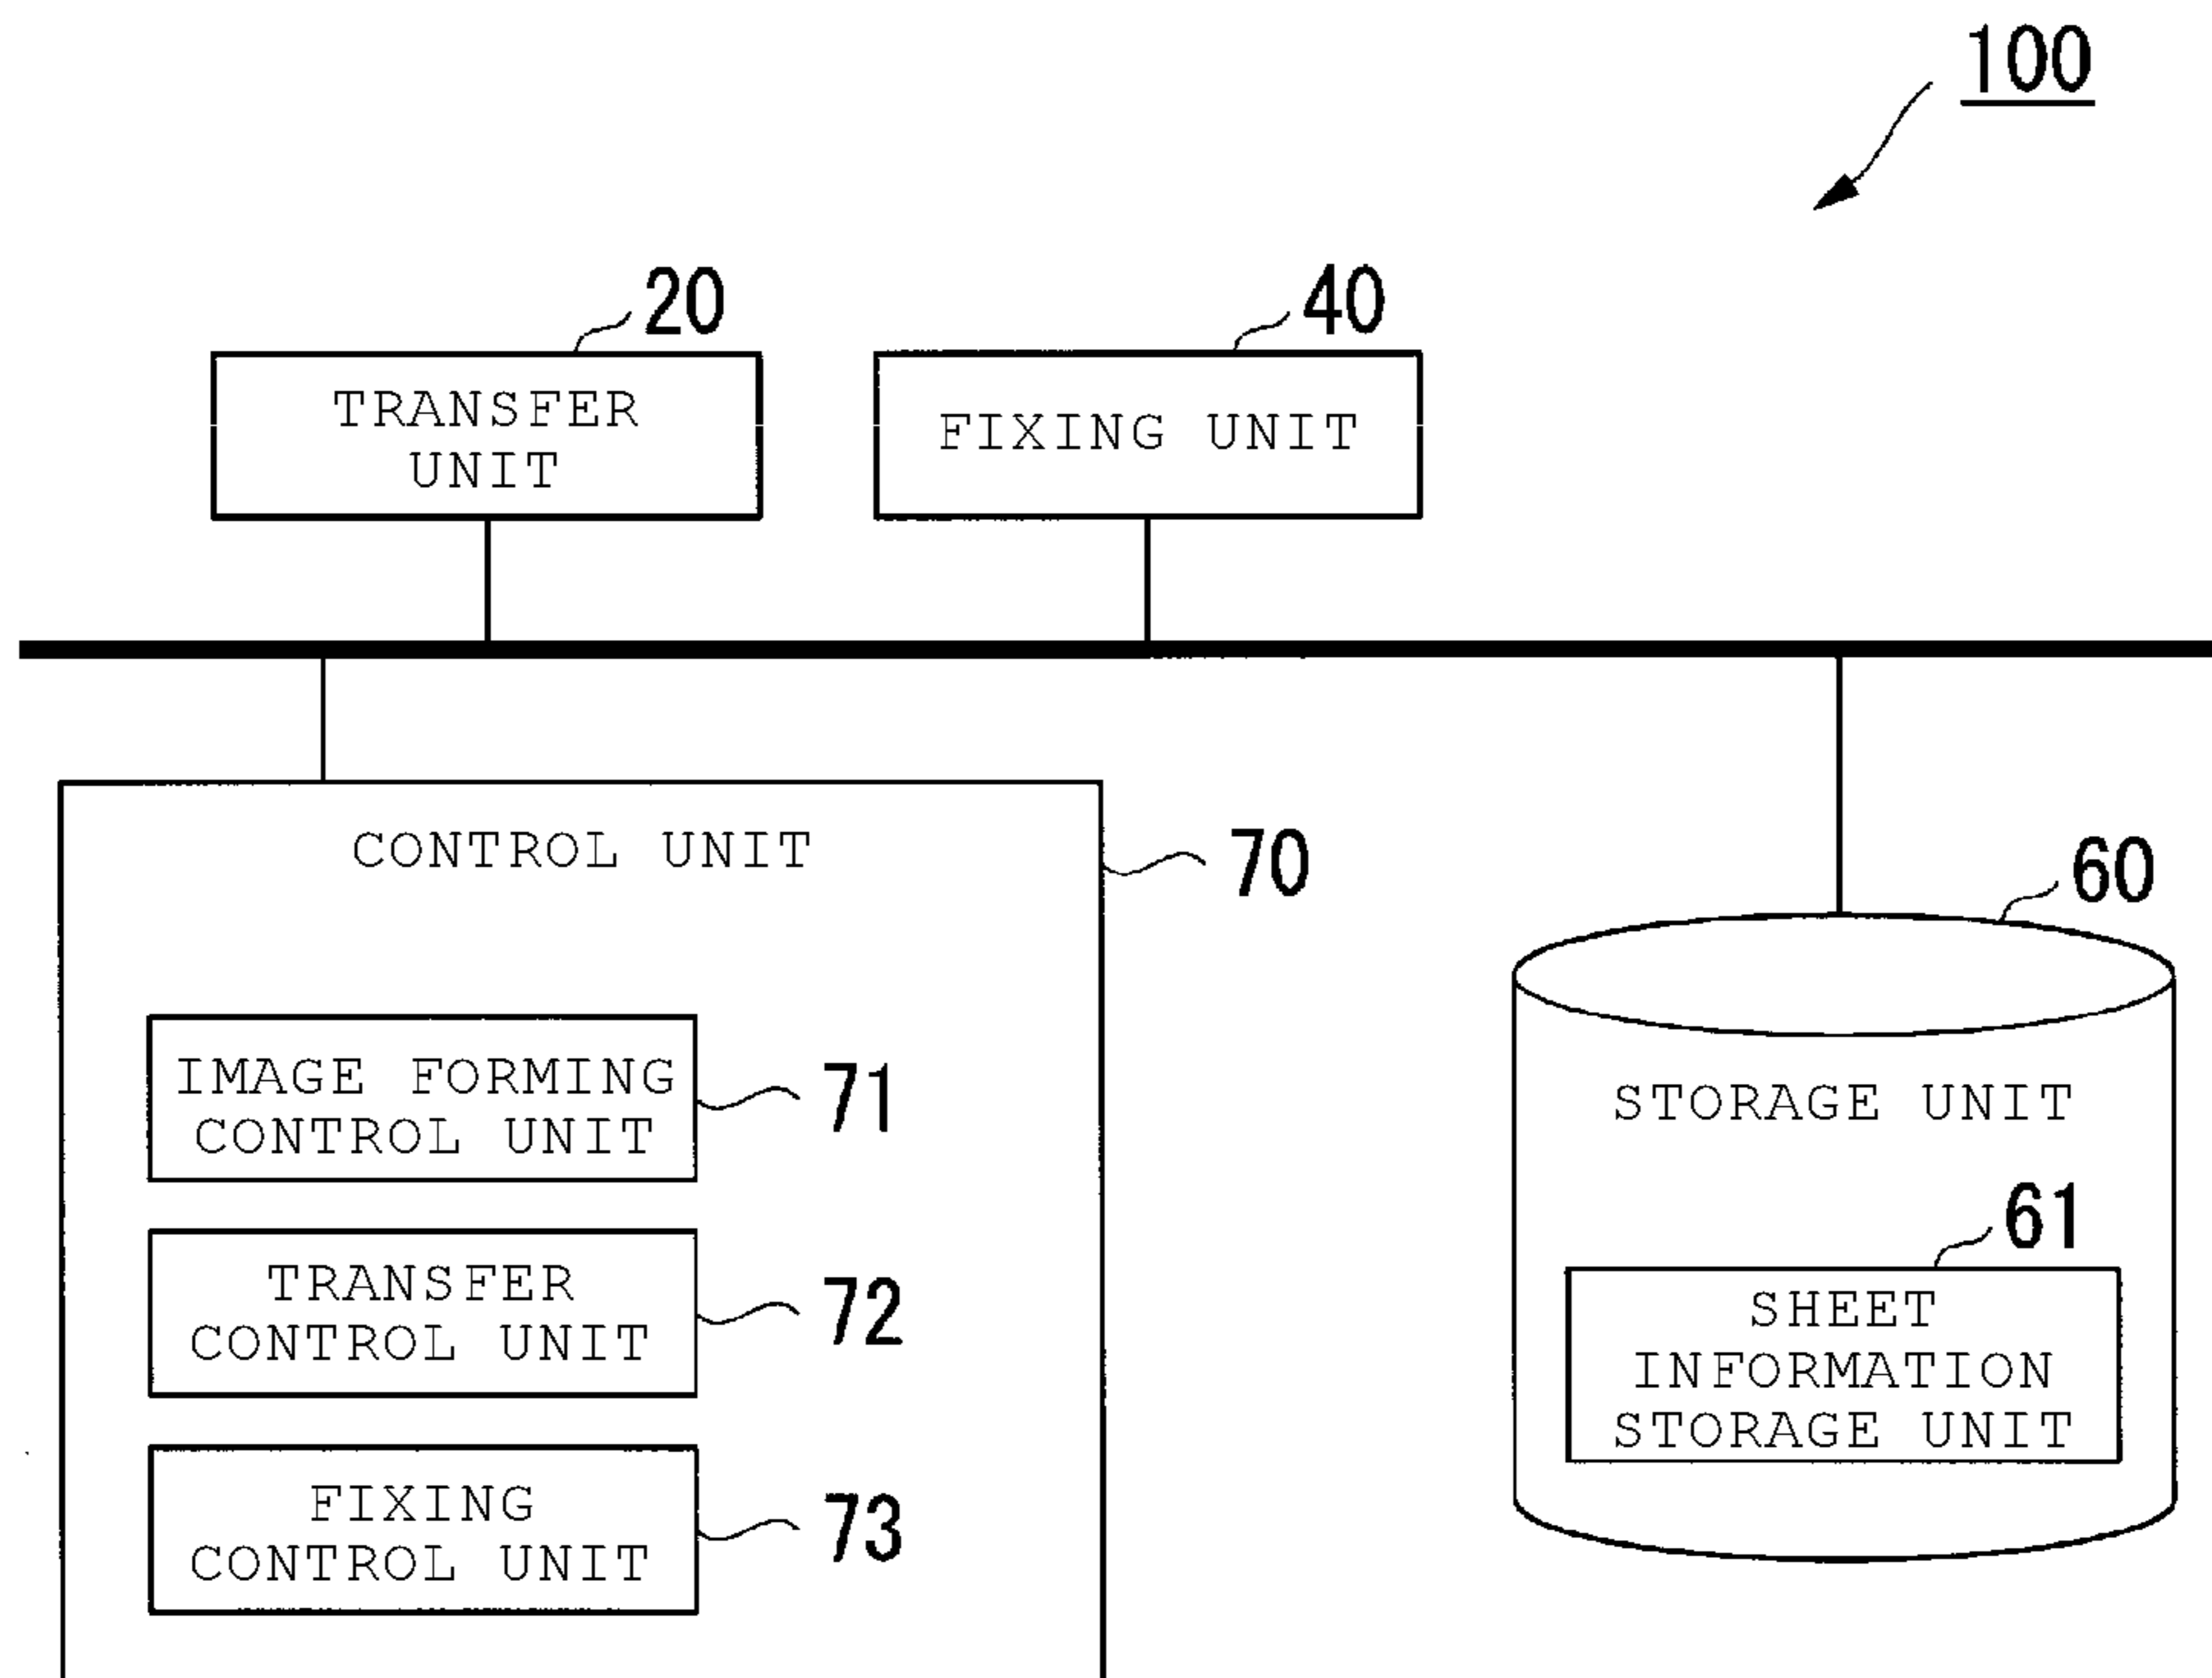 100
20
40
TRANSFER
UNIT
FIXING UNIT
CONTROL UNIT
70
60
IMAGE FORMING
CONTROL UNIT
71
STORAGE UNIT
TRANSFER
CONTROL UNIT
72
61
SHEET
INFORMATION
STORAGE UNIT
FIXING
CONTROL UNIT
73